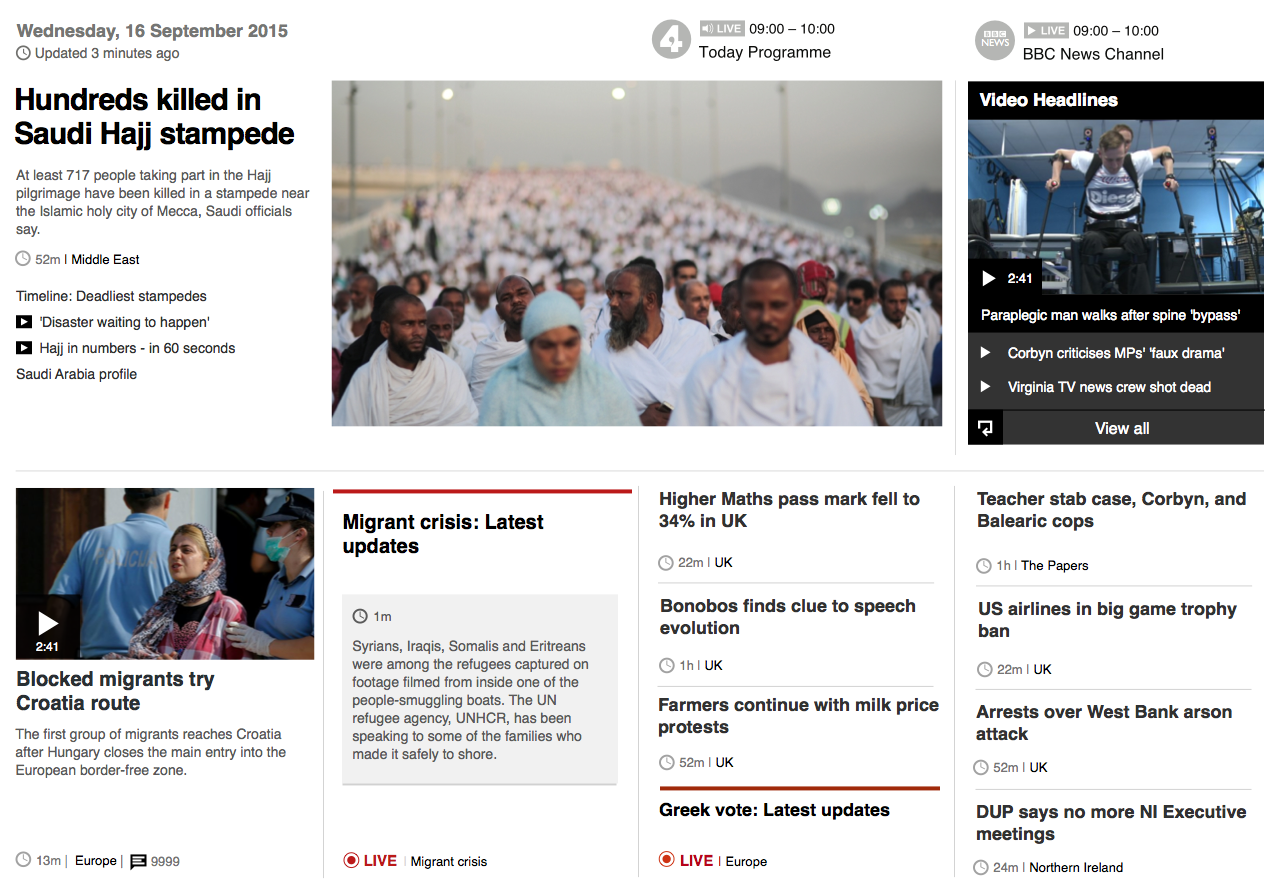 Wednesday, 16 September 2015
Updated 3 minutes ago
4
LIVE 09:00 – 10:00
Today Programme
BBC
NEWS
LIVE 09:00 – 10:00
BBC News Channel
Hundreds killed in
Saudi Hajj stampede
At least 717 people taking part in the Hajj
pilgrimage have been killed in a stampede near
the Islamic holy city of Mecca, Saudi officials
say.
52m | Middle East
Timeline: Deadliest stampedes
'Disaster waiting to happen'
Hajj in numbers - in 60 seconds
Saudi Arabia profile
Video Headlines
Diesel
2:41
Paraplegic man walks after spine 'bypass'
Corbyn criticises MPs' 'faux drama'
Virginia TV news crew shot dead
View all
POLICIJA
2:41
Blocked migrants try
Croatia route
The first group of migrants reaches Croatia
after Hungary closes the main entry into the
European border-free zone.
13m | Europe | 9999
Migrant crisis: Latest
updates
1m
Syrians, Iraqis, Somalis and Eritreans
were among the refugees captured on
footage filmed from inside one of the
people-smuggling boats. The UN
refugee agency, UNHCR, has been
speaking to some of the families who
made it safely to shore.
LIVE | Migrant crisis
Higher Maths pass mark fell to
34% in UK
22m | UK
Bonobos finds clue to speech
evolution
1h | UK
Farmers continue with milk price
protests
52m | UK
Greek vote: Latest updates
LIVE | Europe
Teacher stab case, Corbyn, and
Balearic cops
1h | The Papers
US airlines in big game trophy
ban
22m | UK
Arrests over West Bank arson
attack
52m | UK
DUP says no more NI Executive
meetings
24m | Northern Ireland